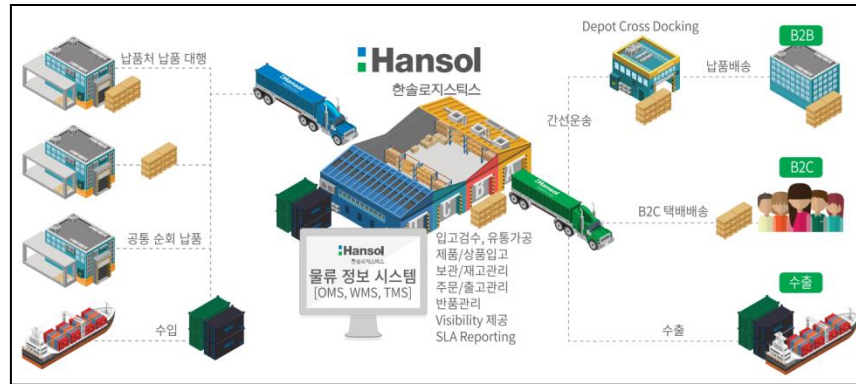 납품처 납품 대행
공통 순회 납품
수입
Hansol
Hansol
한솔로지스틱스
Hansol
한솔로지스틱스
물류 정보 시스템
[OMS, WMS, TMS]
C B A
입고검수, 유통가공
제품/상품입고
보관/재고관리
주문/출고관리
반품관리
Visibility 제공
SLA Reporting
Hansol
Depot Cross Docking
간선운송
납품배송
B2B
B2C 택배배송
B2C
수출
수출